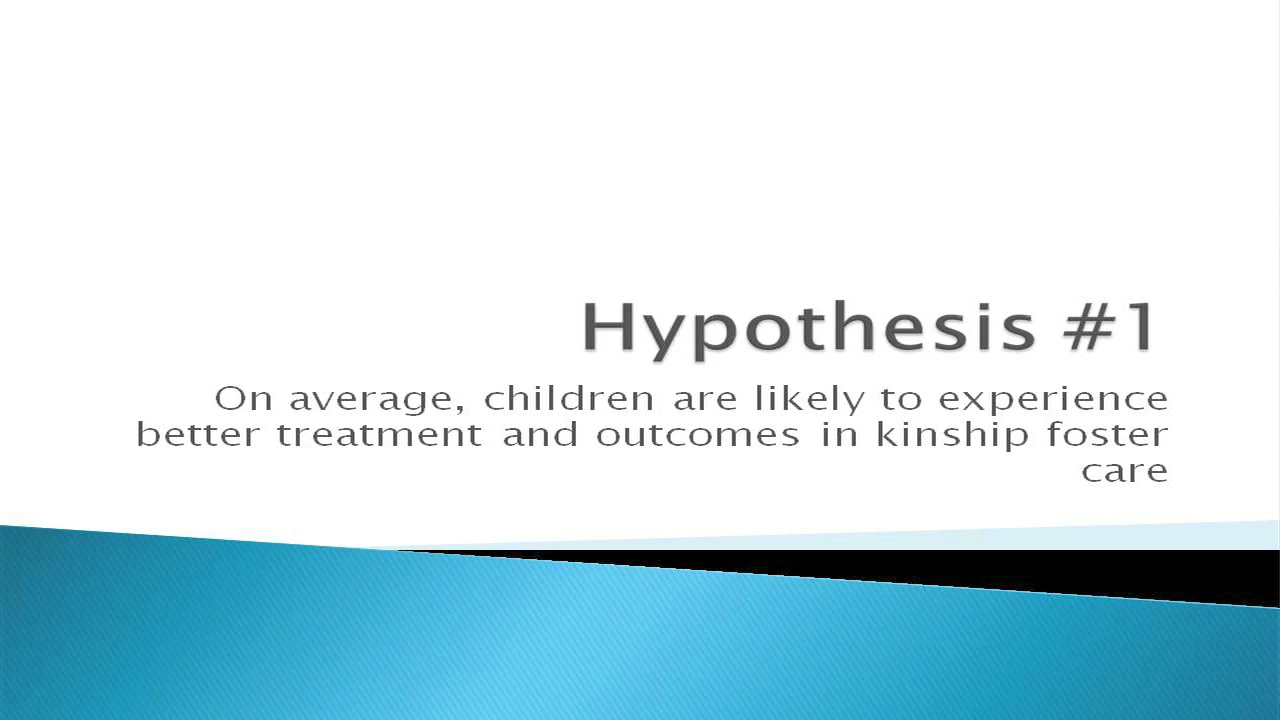 Hypothesis #1
On average, children are likely to experience
better treatment and outcomes in kinship foster
care